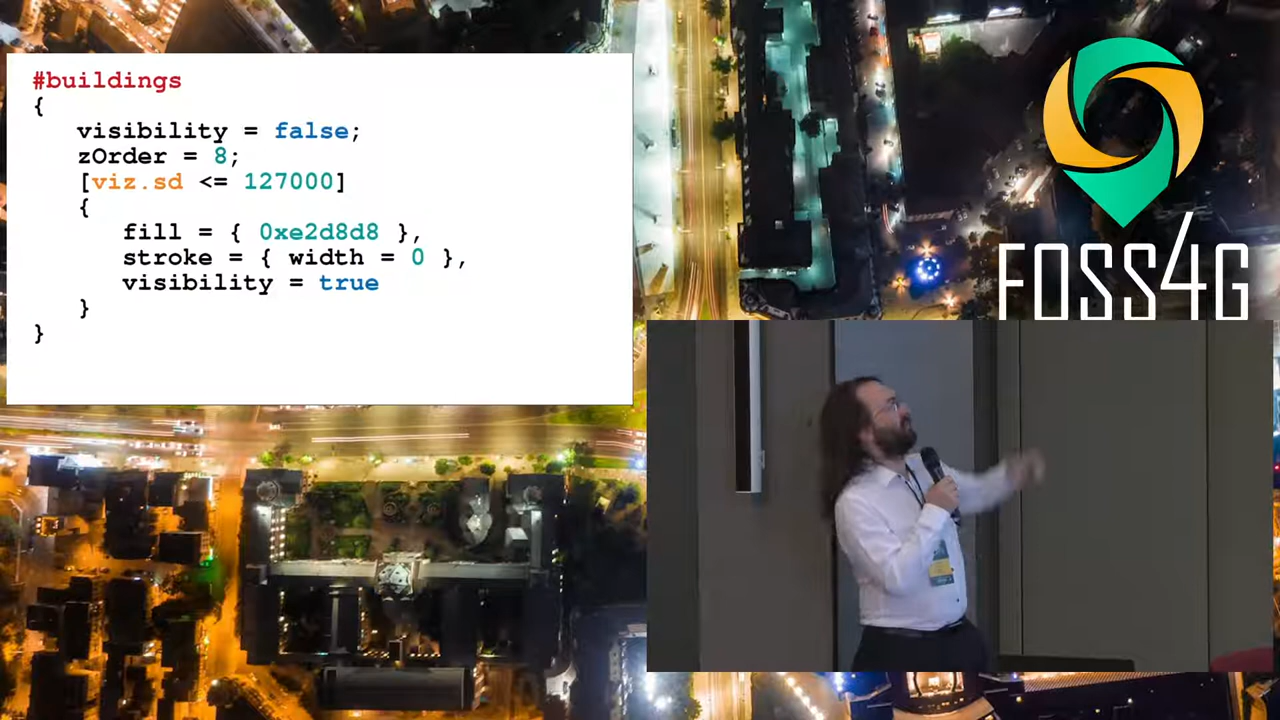 #buildings
{
visibility = false;
zOrder = 8;
[viz.sd <= 127000]
{
fill = { 0xe2d8d8 },
stroke = { width = 0 },
visibility = true
}
}
FOSS4G